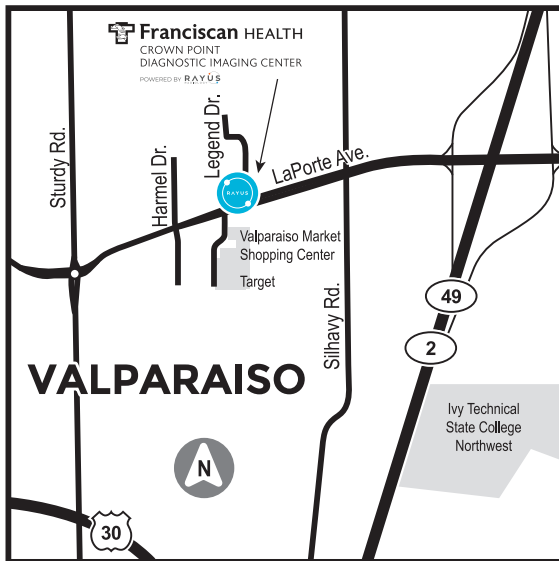 Franciscan HEALTH
CROWN POINT
DIAGNOSTIC IMAGING CENTER
POWERED BY RAYUS
Sturdy Rd.
Harmel Dr.
Legend Dr.
LaPorte Ave.
RAYUS
Valparaiso Market
Shopping Center
Target
Silhavy Rd.
49
2
VALPARAISO
Ivy Technical
State College
Northwest
N
30